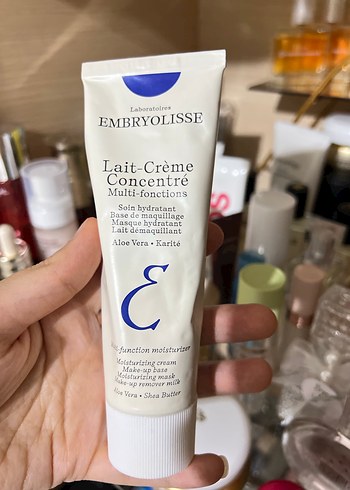 Laboratoires
EMBRYOLISSE
Lait-Crème
Concentré
Multi-fonctions
Soin hydratant
Base de maquillage
Masque hydratant
Lait démaquillant
Aloe Vera • Karité
-function moisturizer
Moisturizing cream
Make-up base
Moisturizing mask
Make-up remover milk
Aloe Vera • Shea Butter